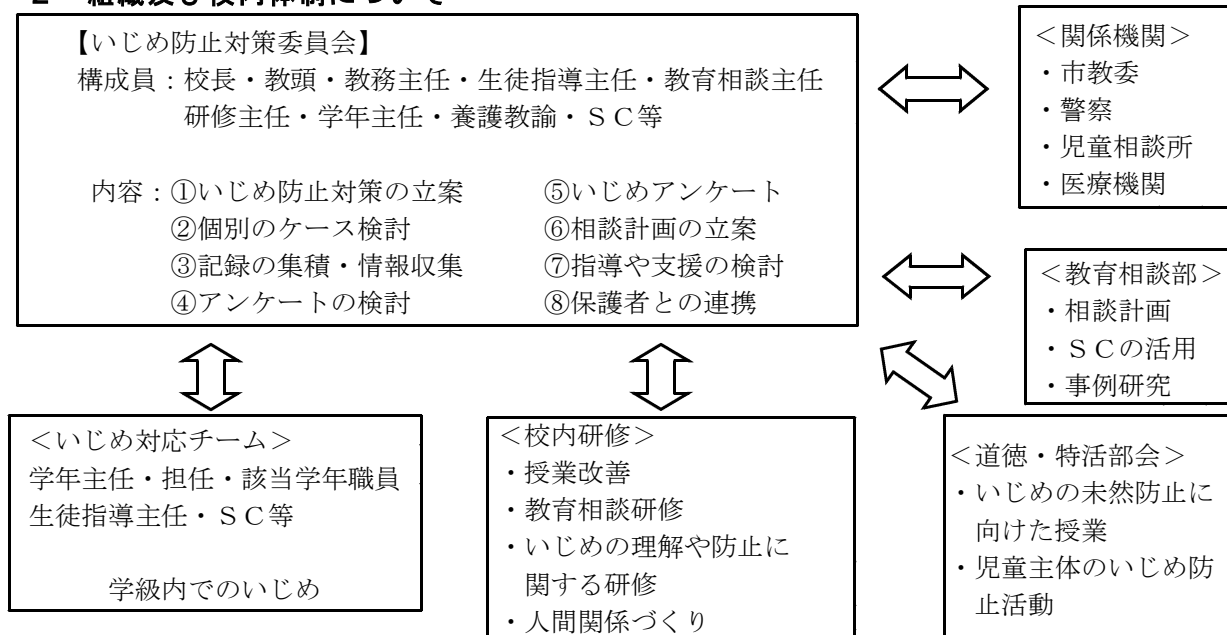 2　組織及び校内体制について
【いじめ防止対策委員会】
構成員：校長・教頭・教務主任・生徒指導主任・教育相談主任
研修主任・学年主任・養護教諭・ＳＣ等
内容：①いじめ防止対策の立案　⑤いじめアンケート
②個別のケース検討　⑥相談計画の立案
③記録の集積・情報収集　⑦指導や支援の検討
④アンケートの検討　⑧保護者との連携
＜関係機関＞
・市教委
・警察
・児童相談所
・医療機関
＜教育相談部＞
・相談計画
・ＳＣの活用
・事例研究
＜いじめ対応チーム＞
学年主任・担任・該当学年職員
生徒指導主任・ＳＣ等
学級内でのいじめ
＜校内研修＞
・授業改善
・教育相談研修
・いじめの理解や防止に
関する研修
・人間関係づくり
＜道徳・特活部会＞
・いじめの未然防止に
向けた授業
・児童主体のいじめ防
止活動